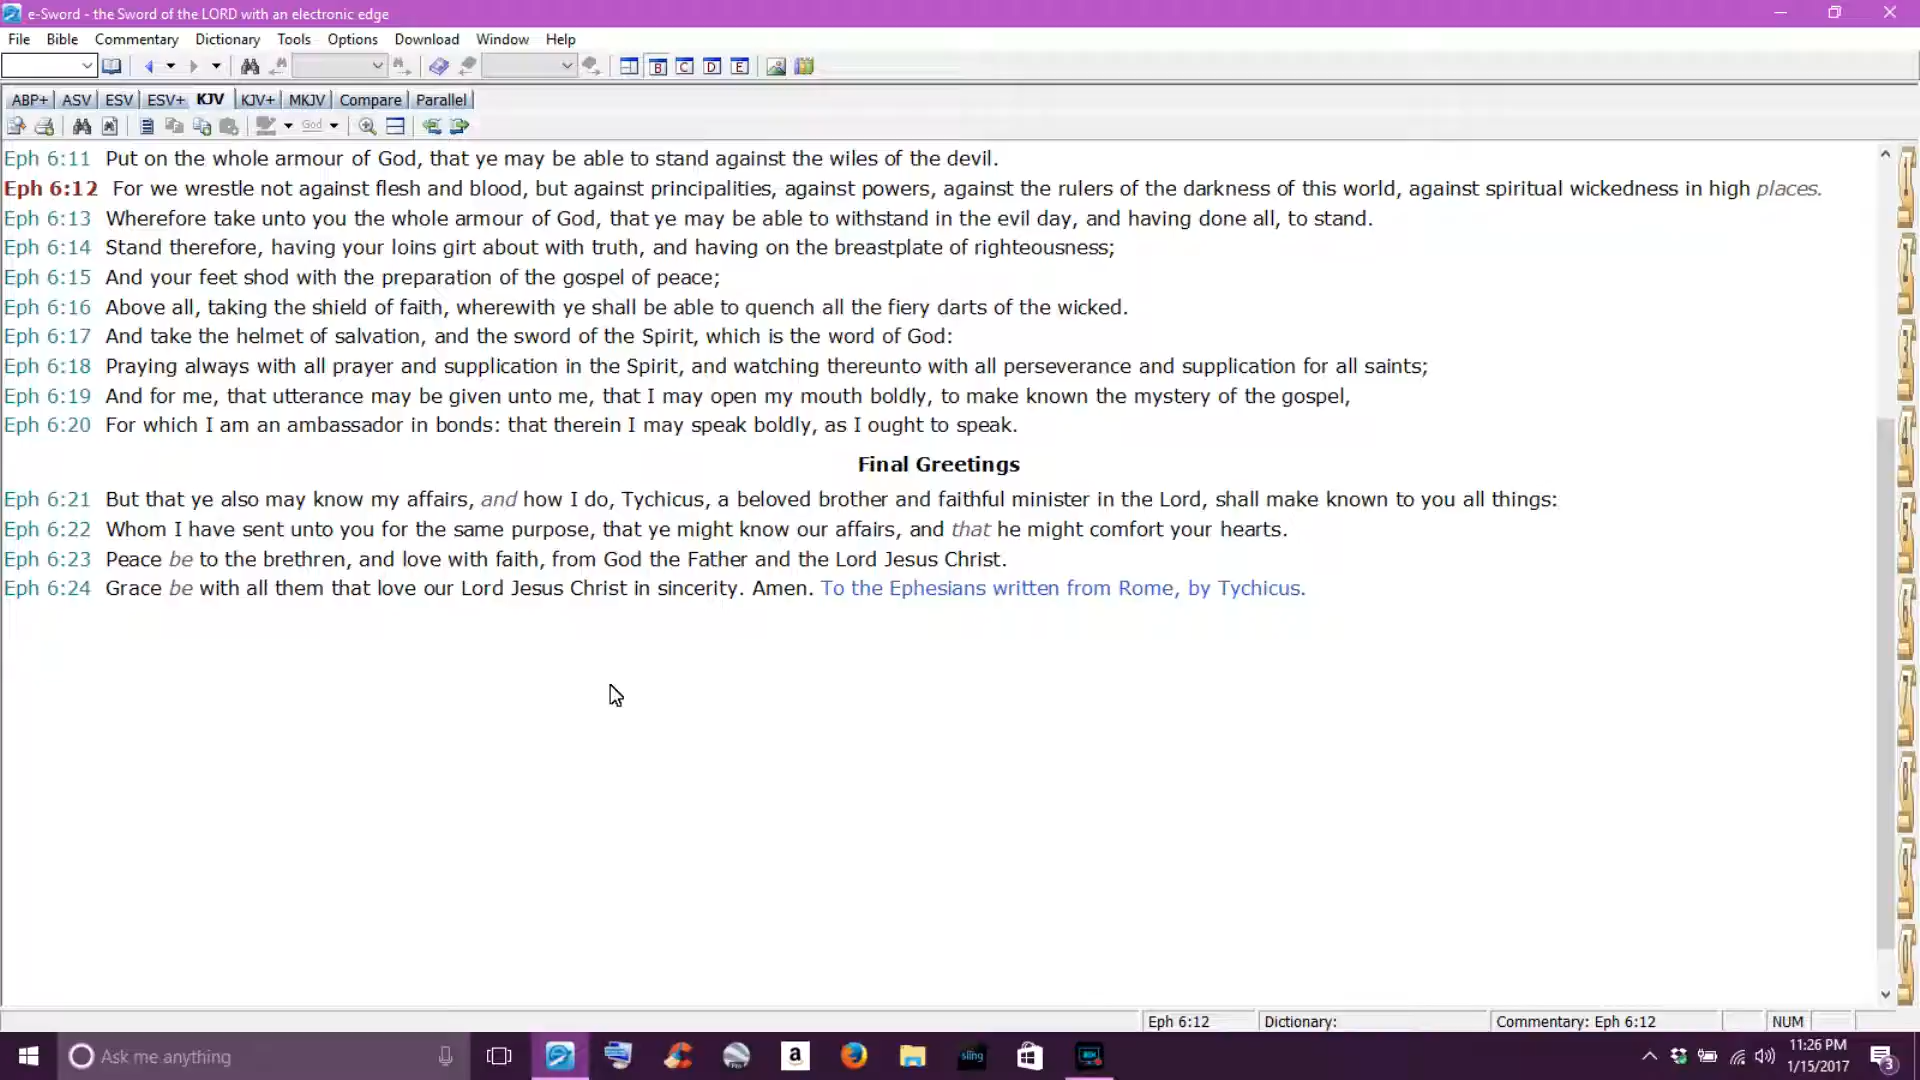 e-Sword - the Sword of the LORD with an electronic edge
File Bible Commentary Dictionary Tools Options Download Window Help
B C D E
ABP+ ASV ESV ESV+ KJV KJV+ MKJV Compare Parallel
God
Eph 6:11 Put on the whole armour of God, that ye may be able to stand against the wiles of the devil.
Eph 6:12 For we wrestle not against flesh and blood, but against principalities, against powers, against the rulers of the darkness of this world, against spiritual wickedness in high places.
Eph 6:13 Wherefore take unto you the whole armour of God, that ye may be able to withstand in the evil day, and having done all, to stand.
Eph 6:14 Stand therefore, having your loins girt about with truth, and having on the breastplate of righteousness;
Eph 6:15 And your feet shod with the preparation of the gospel of peace;
Eph 6:16 Above all, taking the shield of faith, wherewith ye shall be able to quench all the fiery darts of the wicked.
Eph 6:17 And take the helmet of salvation, and the sword of the Spirit, which is the word of God:
Eph 6:18 Praying always with all prayer and supplication in the Spirit, and watching thereunto with all perseverance and supplication for all saints;
Eph 6:19 And for me, that utterance may be given unto me, that I may open my mouth boldly, to make known the mystery of the gospel,
Eph 6:20 For which I am an ambassador in bonds: that therein I may speak boldly, as I ought to speak.
Final Greetings
Eph 6:21 But that ye also may know my affairs, and how I do, Tychicus, a beloved brother and faithful minister in the Lord, shall make known to you all things:
Eph 6:22 Whom I have sent unto you for the same purpose, that ye might know our affairs, and that he might comfort your hearts.
Eph 6:23 Peace be to the brethren, and love with faith, from God the Father and the Lord Jesus Christ.
Eph 6:24 Grace be with all them that love our Lord Jesus Christ in sincerity. Amen. To the Ephesians written from Rome, by Tychicus.
1
2
3
4
5
6
7
8
9
0
Eph 6:12 Dictionary: Commentary: Eph 6:12 NUM
Ask me anything
a
sling
11:26 PM
1/15/2017
3